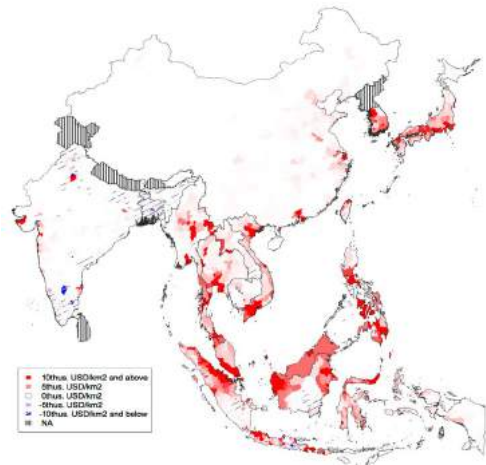 10thus. USD/km2 and above
5thus. USD/km2
0thus. USD/km2
-5thus. USD/km2
-10thus. USD/km2 and below
NA